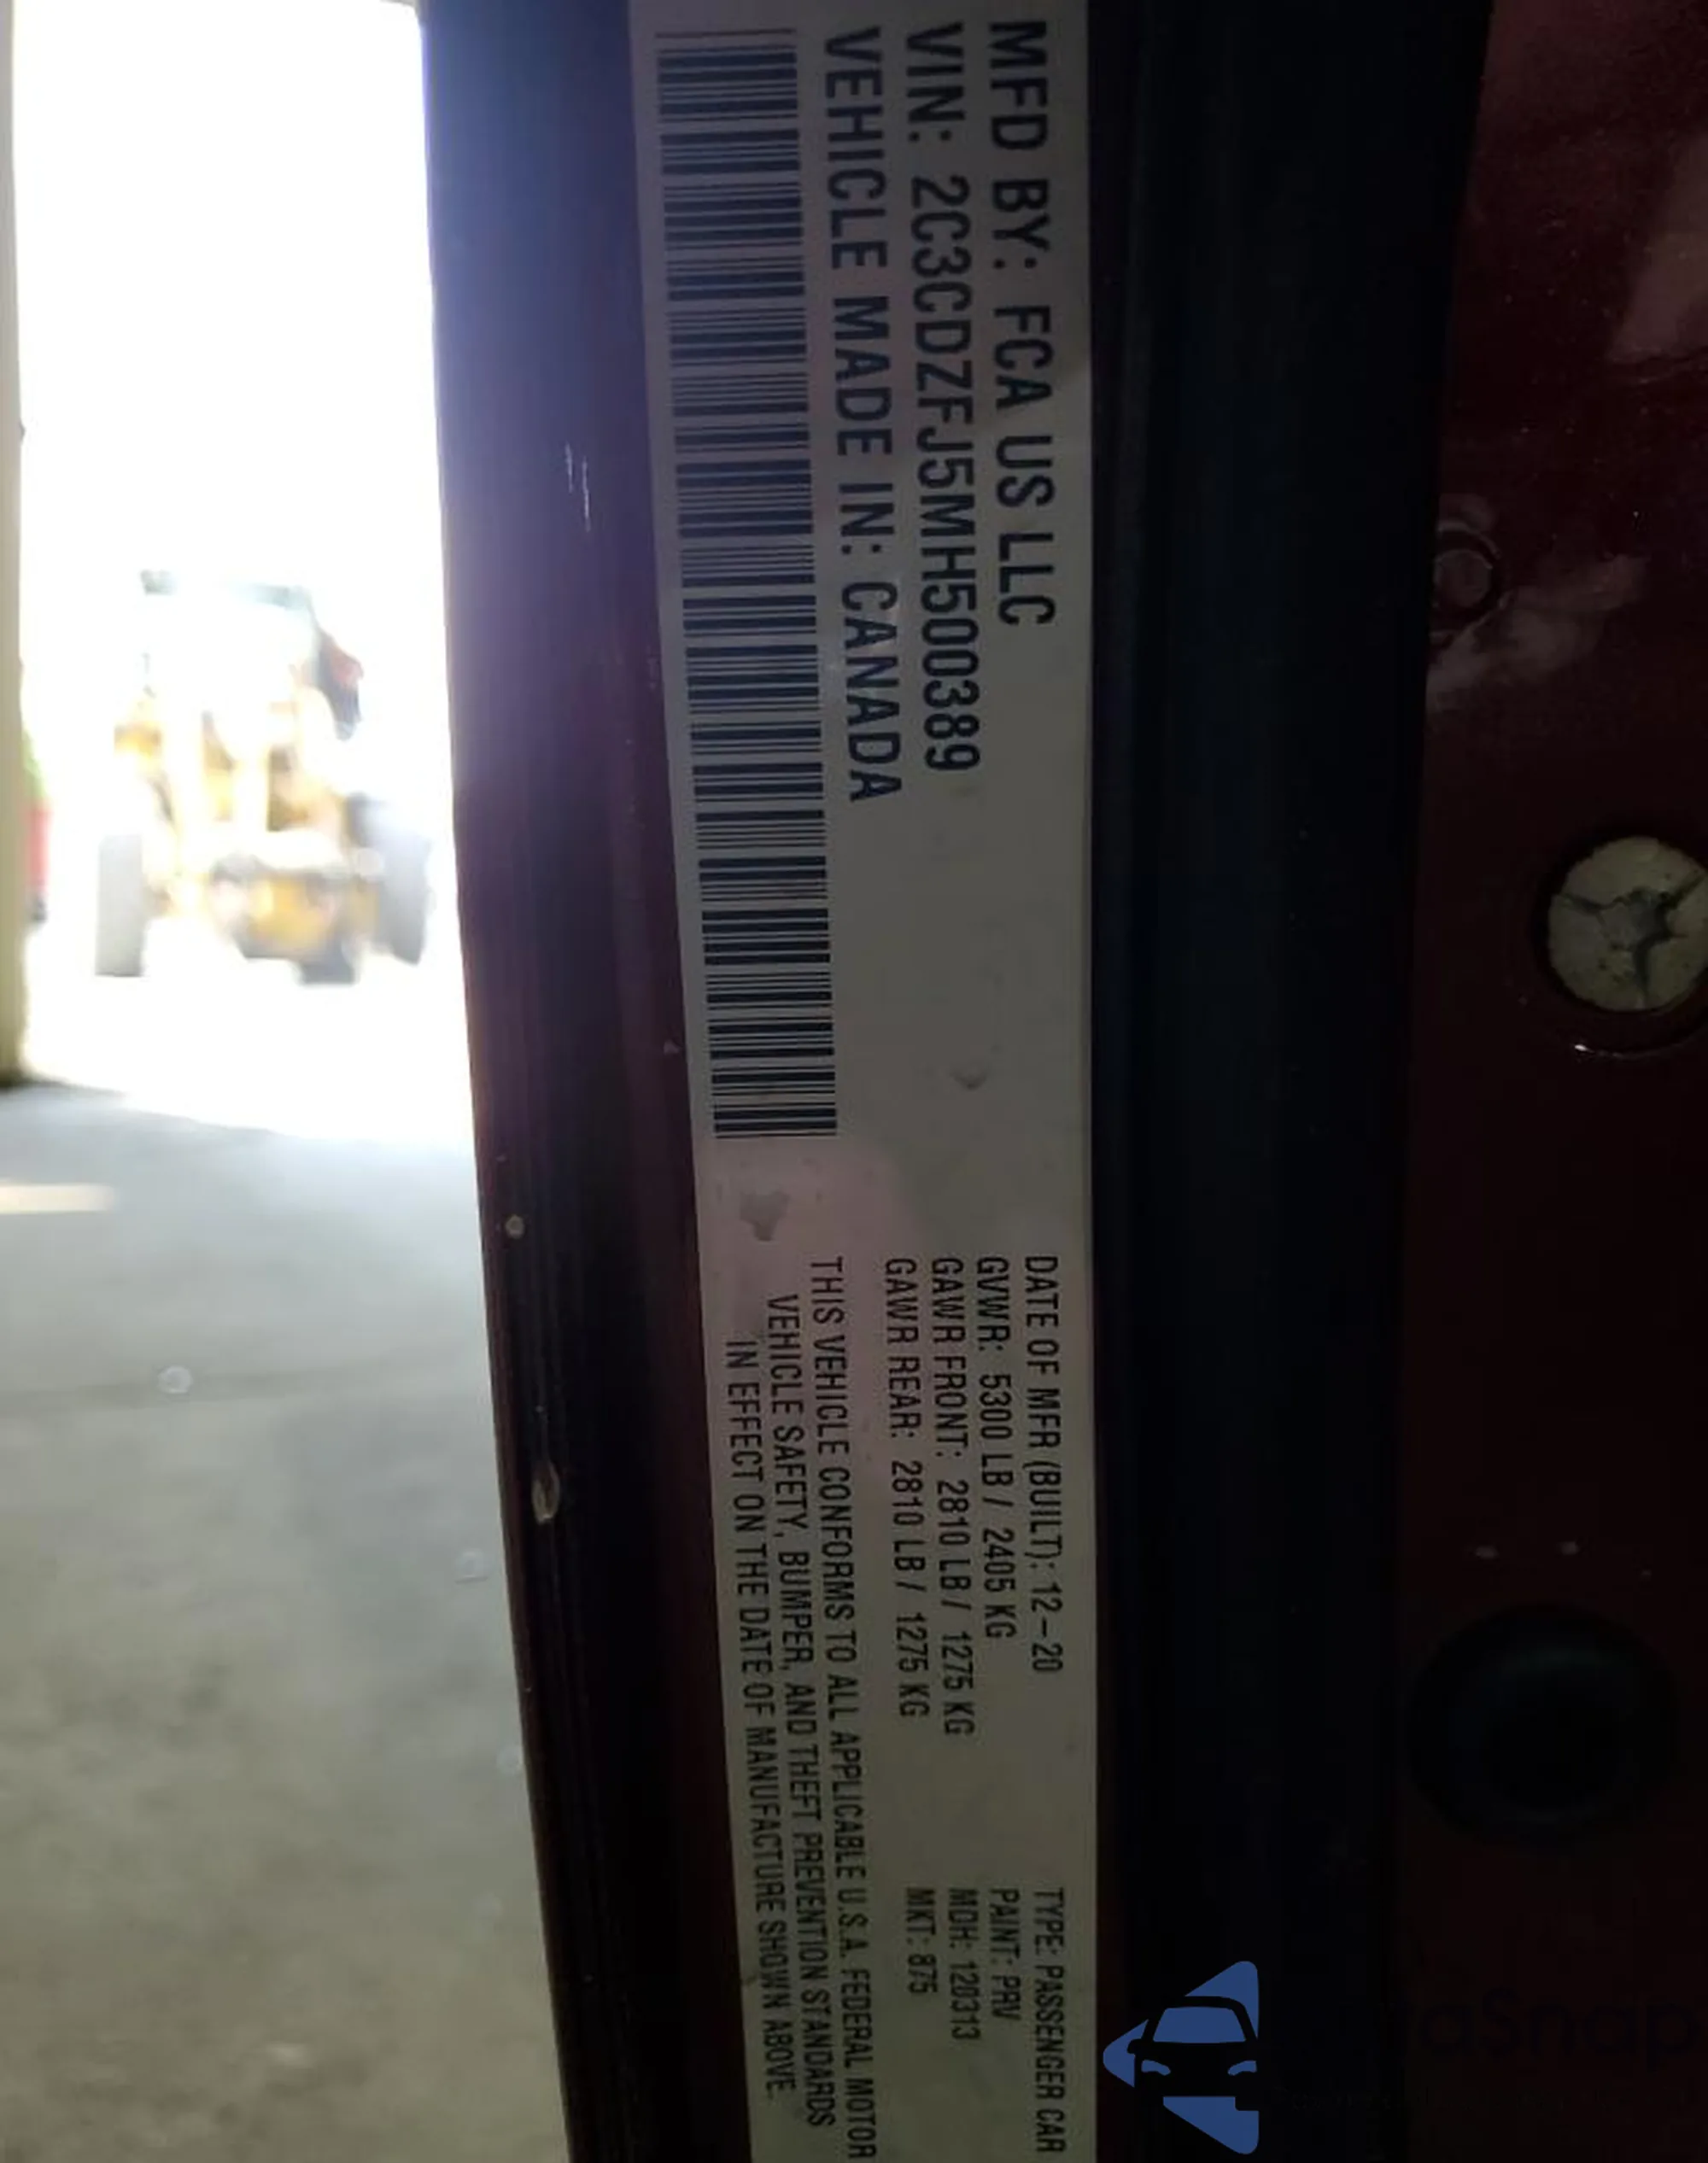 MFD BY: FCA US LLC
VIN: 2C3CDZFJ5MH500389
VEHICLE MADE IN: CANADA
DATE OF MFR (BUILT): 12-20
GVWR: 5300 LB / 2405 KG
GAWR FRONT: 2810 LB / 1275 KG
GAWR REAR: 2810 LB / 1275 KG
THIS VEHICLE CONFORMS TO ALL APPLICABLE U.S.A. FEDERAL MOTOR
VEHICLE SAFETY, BUMPER, AND THEFT PREVENTION STANDARDS
IN EFFECT ON THE DATE OF MANUFACTURE SHOWN ABOVE.
TYPE: PASSENGER CAR
PAINT: PRV
MDH: 120313
MKT: 875